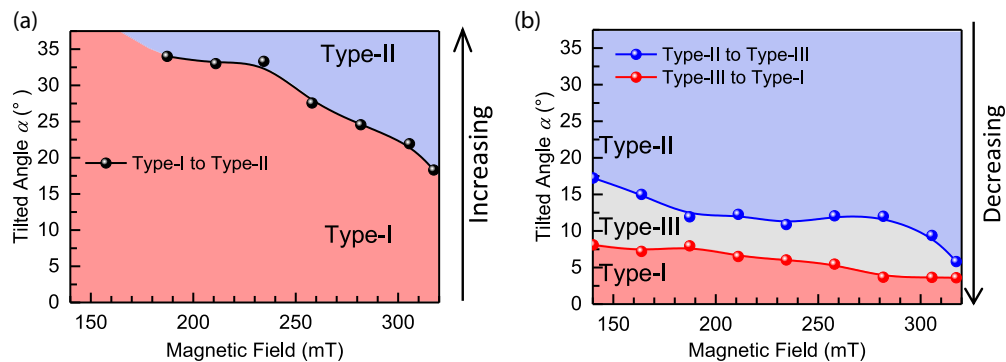 (a)
35
30
25
20
15
10
5
0
Tilted Angle α (°)
Type-II
Type-I to Type-II
Type-I
150 200 250 300
Magnetic Field (mT)
Increasing
(b)
35
30
25
20
15
10
5
0
Tilted Angle α (°)
Type-II to Type-III
Type-III to Type-I
Type-II
Type-III
Type-I
150 200 250 300
Magnetic Field (mT)
Decreasing